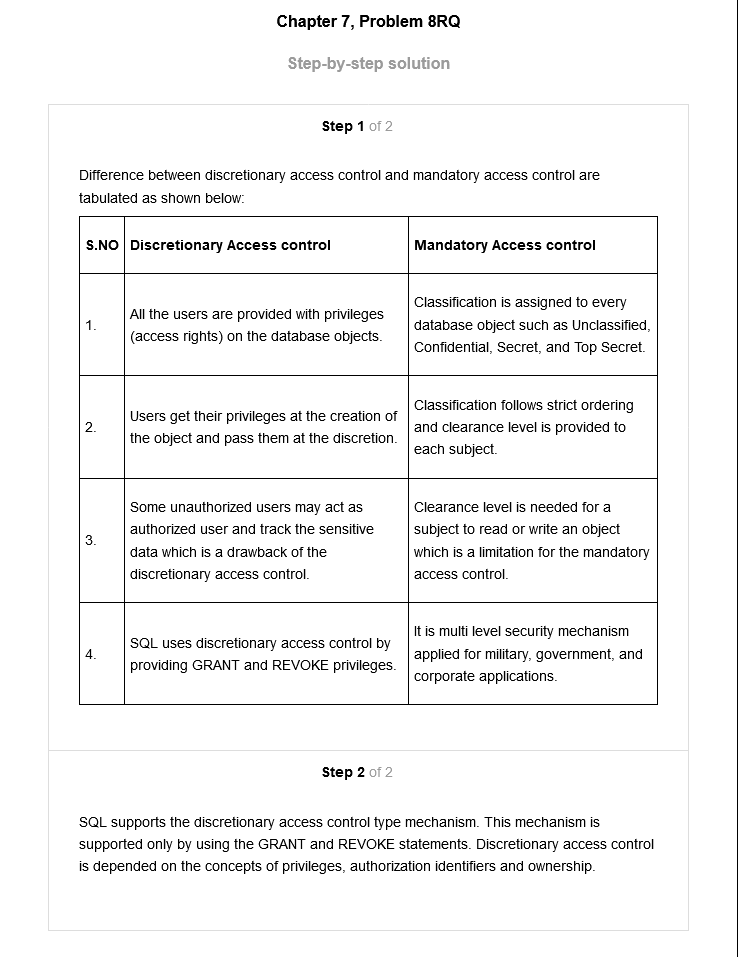 Chapter 7, Problem 8RQ
Step-by-step solution
Step 1 of 2
Difference between discretionary access control and mandatory access control are
tabulated as shown below:
S.NO Discretionary Access control Mandatory Access control
1.
All the users are provided with privileges
(access rights) on the database objects.
Classification is assigned to every
database object such as Unclassified,
Confidential, Secret, and Top Secret.
2.
Users get their privileges at the creation of
the object and pass them at the discretion.
Classification follows strict ordering
and clearance level is provided to
each subject.
3.
Some unauthorized users may act as
authorized user and track the sensitive
data which is a drawback of the
discretionary access control.
Clearance level is needed for a
subject to read or write an object
which is a limitation for the mandatory
access control.
4.
SQL uses discretionary access control by
providing GRANT and REVOKE privileges.
It is multi level security mechanism
applied for military, government, and
corporate applications.
Step 2 of 2
SQL supports the discretionary access control type mechanism. This mechanism is
supported only by using the GRANT and REVOKE statements. Discretionary access control
is depended on the concepts of privileges, authorization identifiers and ownership.